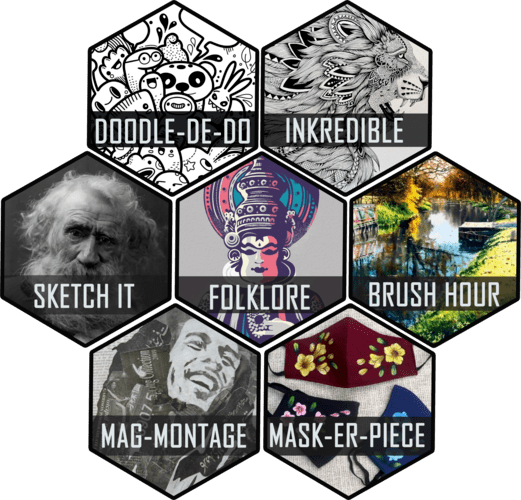 DOODLE-DE-DO
INKREDIBLE
SKETCH IT
FOLKLORE
BRUSH HOUR
MAG-MONTAGE
MASK-ER-PIECE